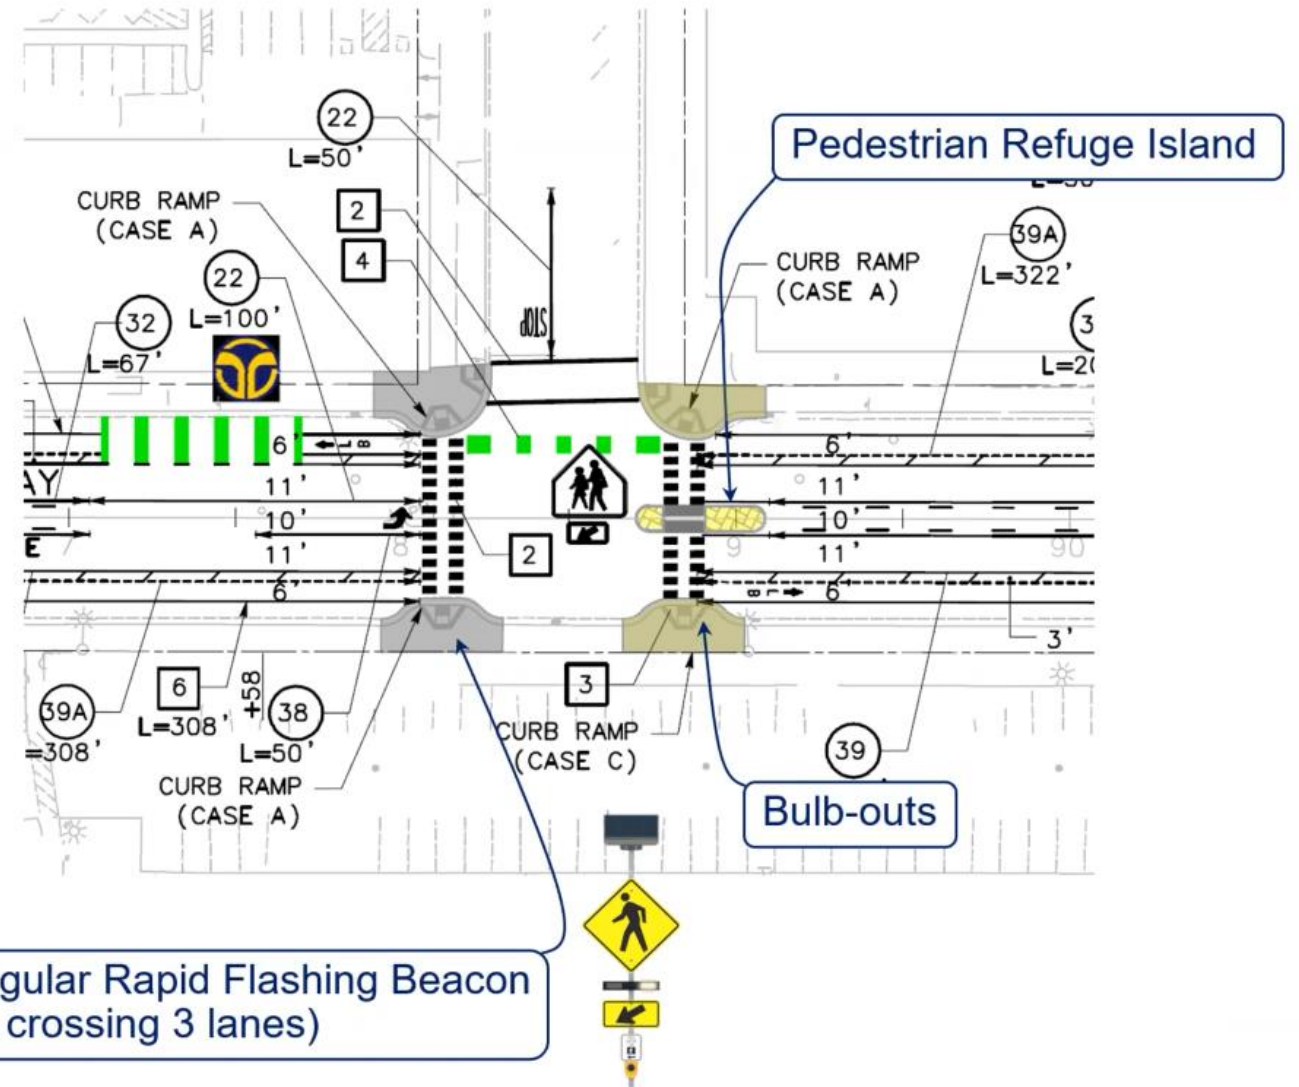 22
L=50'
Pedestrian Refuge Island
CURB RAMP
(CASE A)
2
4
39A
L=322'
CURB RAMP
(CASE A)
22
L=100'
32
L=67'
STOP
6'
6'
11'
11'
10'
10'
11'
11'
6'
6'
8
9
90
AY
E
2
3'
6
L=308'
+58
38
L=50'
39A
=308'
3
CURB RAMP
(CASE C)
39
CURB RAMP
(CASE A)
Bulb-outs
gular Rapid Flashing Beacon
crossing 3 lanes)